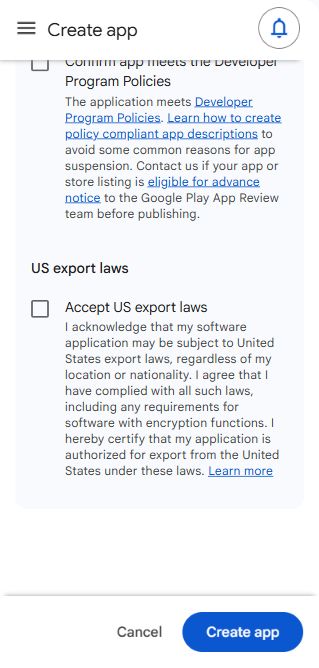 Create app
Confirm app meets the Developer
Program Policies
The application meets Developer
Program Policies. Learn how to create
policy compliant app descriptions to
avoid some common reasons for app
suspension. Contact us if your app or
store listing is eligible for advance
notice to the Google Play App Review
team before publishing.
US export laws
Accept US export laws
I acknowledge that my software
application may be subject to United
States export laws, regardless of my
location or nationality. I agree that I
have complied with all such laws,
including any requirements for
software with encryption functions. I
hereby certify that my application is
authorized for export from the United
States under these laws. Learn more
Cancel
Create app